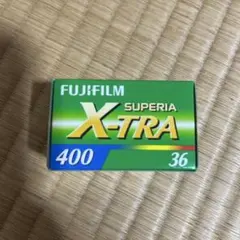 FUJIFILM
SUPERIA
X-TRA
400 36